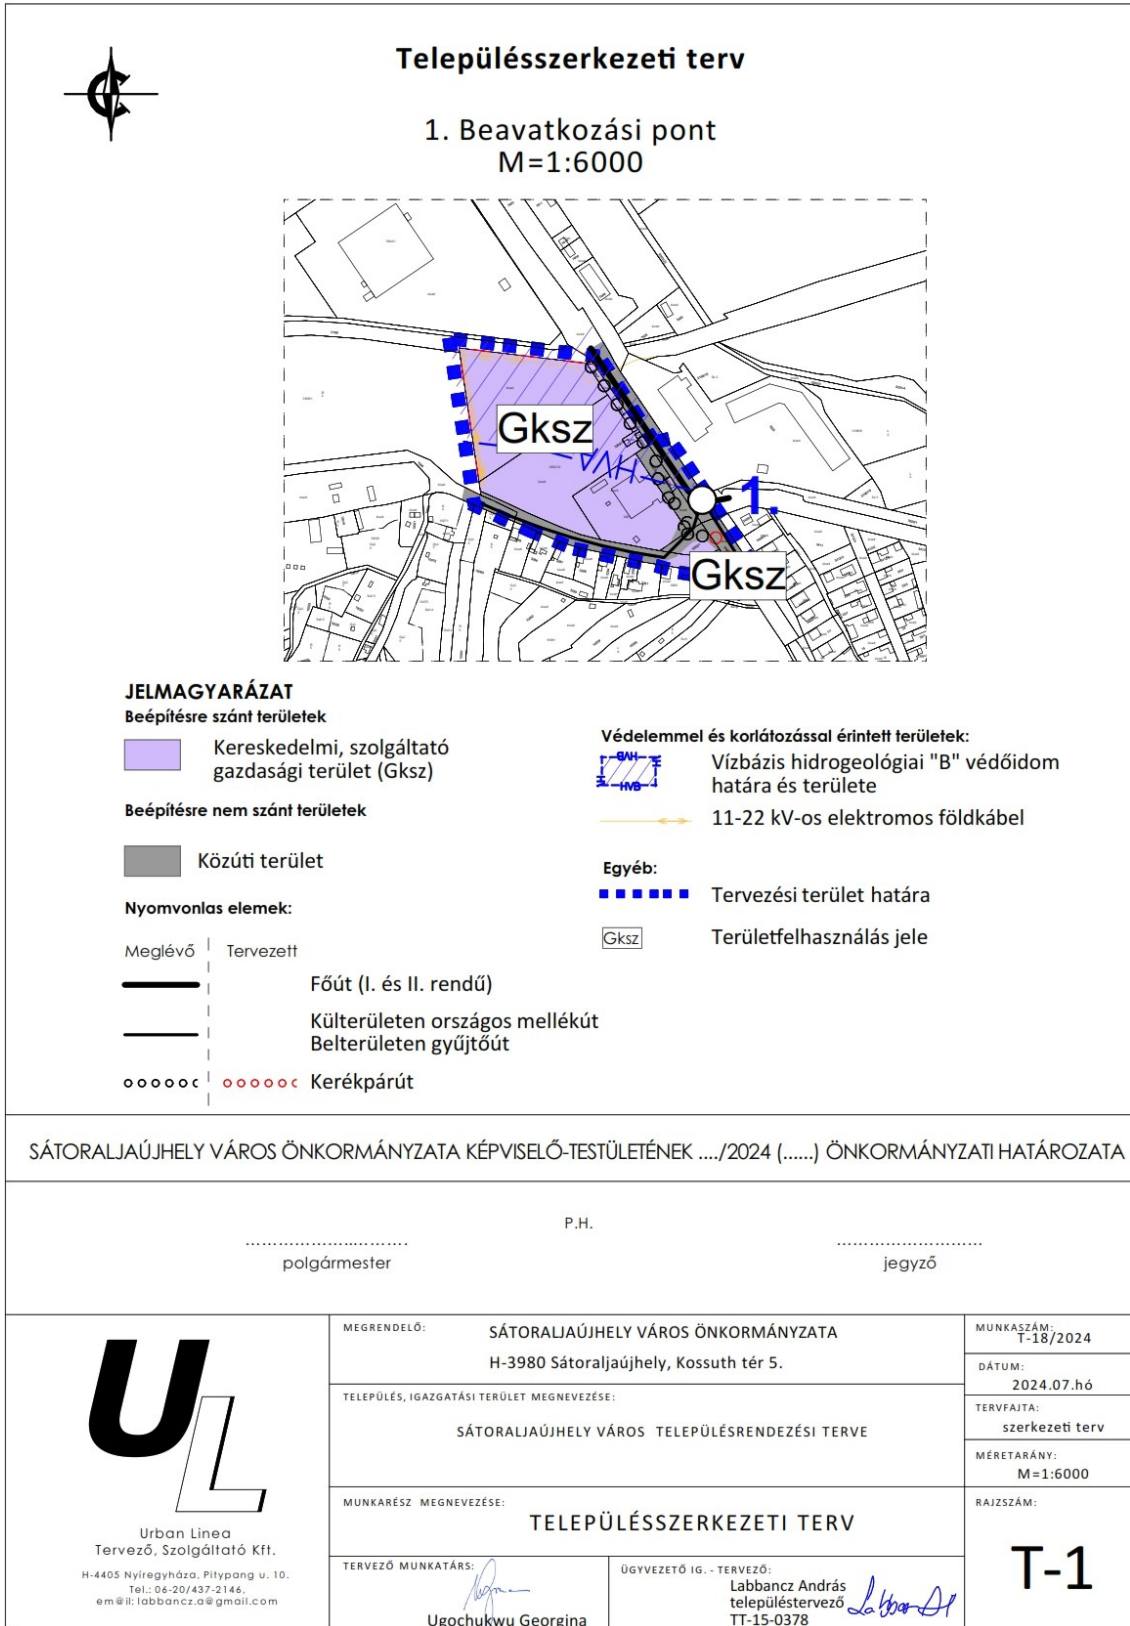 Településszerkezeti terv
1. Beavatkozási pont
M=1:6000
Gksz
HVA
1.
Gksz
JELMAGYARÁZAT
Beépítésre szánt területek
Kereskedelmi, szolgáltató
gazdasági terület (Gksz)
Beépítésre nem szánt területek
Közúti terület
Nyomvonlas elemek:
Meglévő Tervezett
Főút (I. és II. rendű)
Külterületen országos mellékút
Belterületen gyűjtőút
Kerékpárút
Védelemmel és korlátozással érintett területek:
HVB
Vízbázis hidrogeológiai "B" védőidom
határa és területe
11-22 kV-os elektromos földkábel
Egyéb:
Tervezési terület határa
Gksz
Területfelhasználás jele
SÁTORALJAÚJHELY VÁROS ÖNKORMÁNYZATA KÉPVISELŐ-TESTÜLETÉNEK ..../2024 (......) ÖNKORMÁNYZATI HATÁROZATA
P.H.
polgármester
jegyző
UL
Urban Linea
Tervező, Szolgáltató Kft.
H-4405 Nyíregyháza, Pitypang u. 10.
Tel.: 06-20/437-2146,
em@il: labbancz.a@gmail.com
MEGRENDELŐ:
SÁTORALJAÚJHELY VÁROS ÖNKORMÁNYZATA
H-3980 Sátoraljaújhely, Kossuth tér 5.
TELEPÜLÉS, IGAZGATÁSI TERÜLET MEGNEVEZÉSE:
SÁTORALJAÚJHELY VÁROS TELEPÜLÉSRENDEZÉSI TERVE
MUNKARÉSZ MEGNEVEZÉSE:
TELEPÜLÉSSZERKEZETI TERV
TERVEZŐ MUNKATÁRS:
Ugochukwu Georgina
ÜGYVEZETŐ IG. - TERVEZŐ:
Labbancz András
településtervező
TT-15-0378
MUNKASZÁM:
T-18/2024
DÁTUM:
2024.07.hó
TERVFAJTA:
szerkezeti terv
MÉRETARÁNY:
M=1:6000
RAJZSZÁM:
T-1